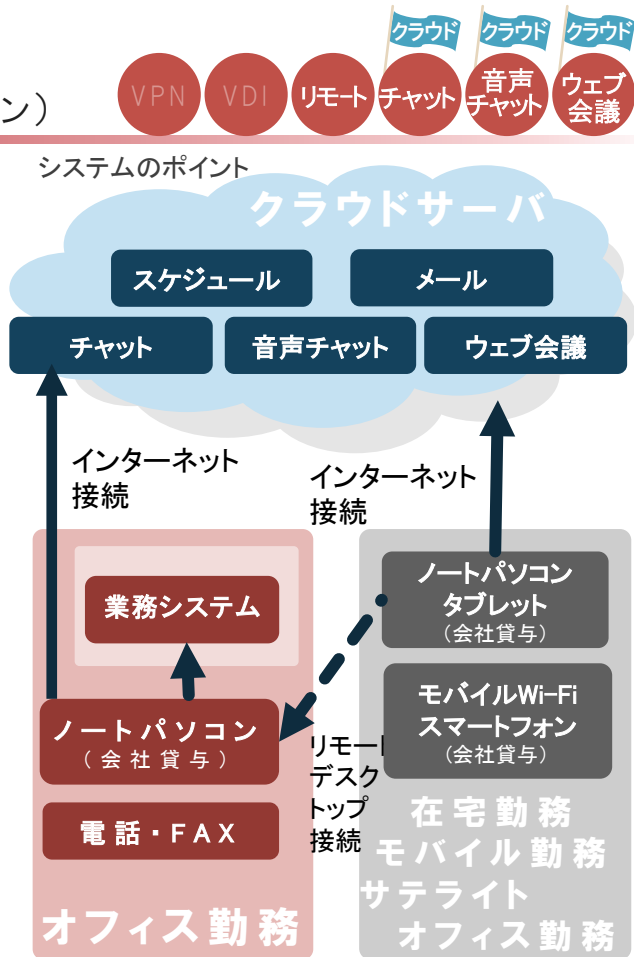 クラウド
クラウド
クラウド
ン）
VPN
VDI
リモート
チャット
音声
チャット
ウェブ
会議
システムのポイント
クラウドサーバ
スケジュール
メール
チャット
音声チャット
ウェブ会議
インターネット
接続
インターネット
接続
業務システム
ノートパソコン
（会社貸与）
電話・FAX
オフィス勤務
リモート
デスク
トップ
接続
ノートパソコン
タブレット
（会社貸与）
モバイルWi-Fi
スマートフォン
（会社貸与）
在宅勤務
モバイル勤務
サテライト
オフィス勤務